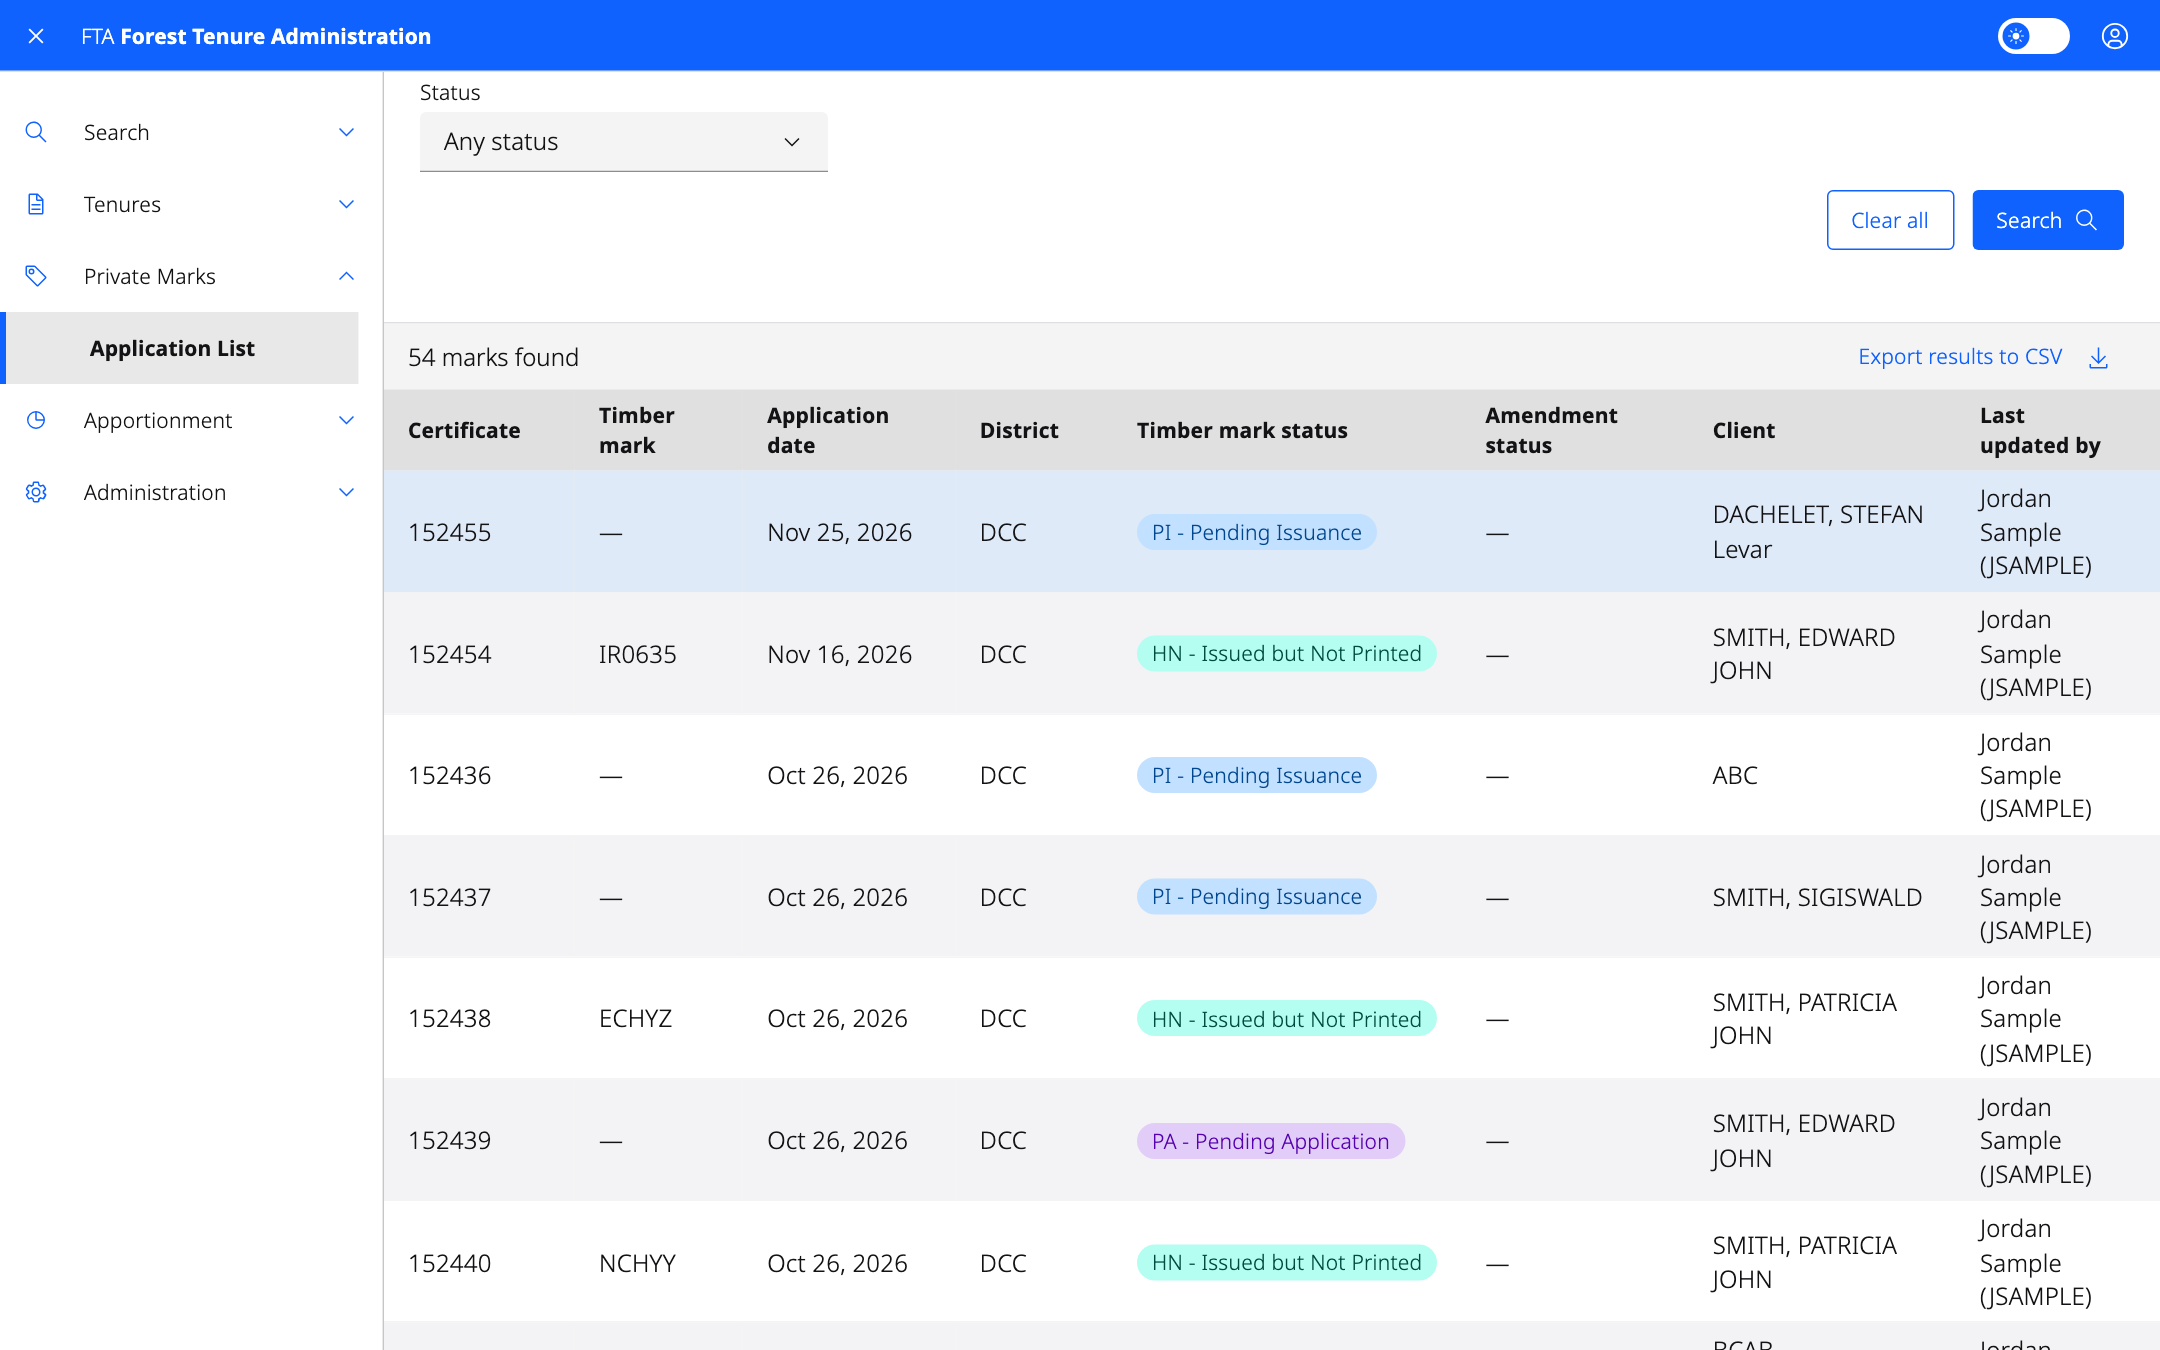 FTA Forest Tenure Administration
Search
Tenures
Private Marks
Application List
Apportionment
Administration
Status
Any status
Clear all
Search
54 marks found
Export results to CSV
Certificate
Timber mark
Application date
District
Timber mark status
Amendment status
Client
Last updated by
152455 — Nov 25, 2026 DCC PI - Pending Issuance — DACHELET, STEFAN Levar Jordan Sample (JSAMPLE)
152454 IR0635 Nov 16, 2026 DCC HN - Issued but Not Printed — SMITH, EDWARD JOHN Jordan Sample (JSAMPLE)
152436 — Oct 26, 2026 DCC PI - Pending Issuance — ABC Jordan Sample (JSAMPLE)
152437 — Oct 26, 2026 DCC PI - Pending Issuance — SMITH, SIGISWALD Jordan Sample (JSAMPLE)
152438 ECHYZ Oct 26, 2026 DCC HN - Issued but Not Printed — SMITH, PATRICIA JOHN Jordan Sample (JSAMPLE)
152439 — Oct 26, 2026 DCC PA - Pending Application — SMITH, EDWARD JOHN Jordan Sample (JSAMPLE)
152440 NCHYY Oct 26, 2026 DCC HN - Issued but Not Printed — SMITH, PATRICIA JOHN Jordan Sample (JSAMPLE)
Jordan